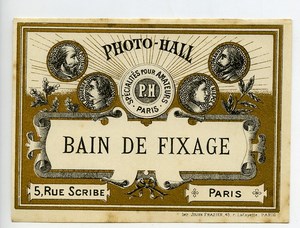 PHOTO-HALL
SPÉCIALITÉS POUR AMATEURS
P.H
PARIS
BAIN DE FIXAGE
5, RUE SCRIBE
PARIS